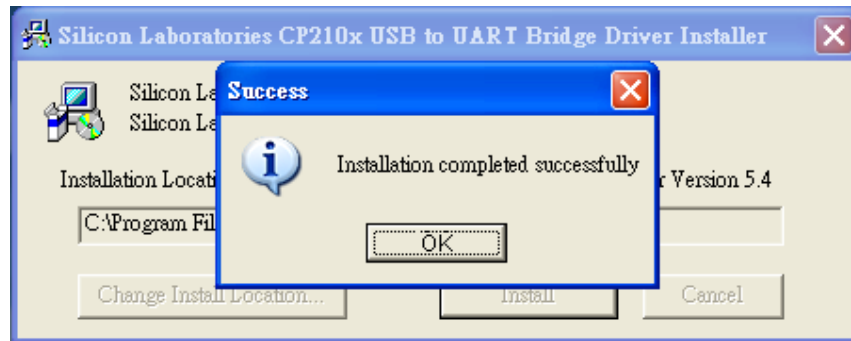 Silicon Laboratories CP210x USB to UART Bridge Driver Installer
Silicon La
Silicon La
Success
Installation completed successfully
OK
Installation Locati
r Version 5.4
C:\Program Fil
Change Install Location...
Install
Cancel